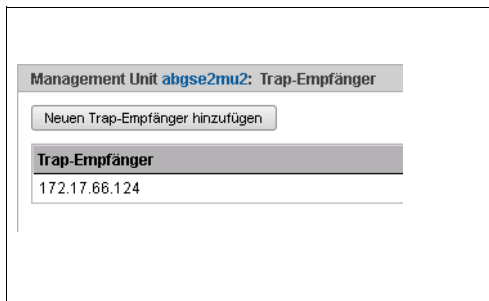 Management Unit abgse2mu2: Trap-Empfänger
Neuen Trap-Empfänger hinzufügen
Trap-Empfänger
172.17.66.124